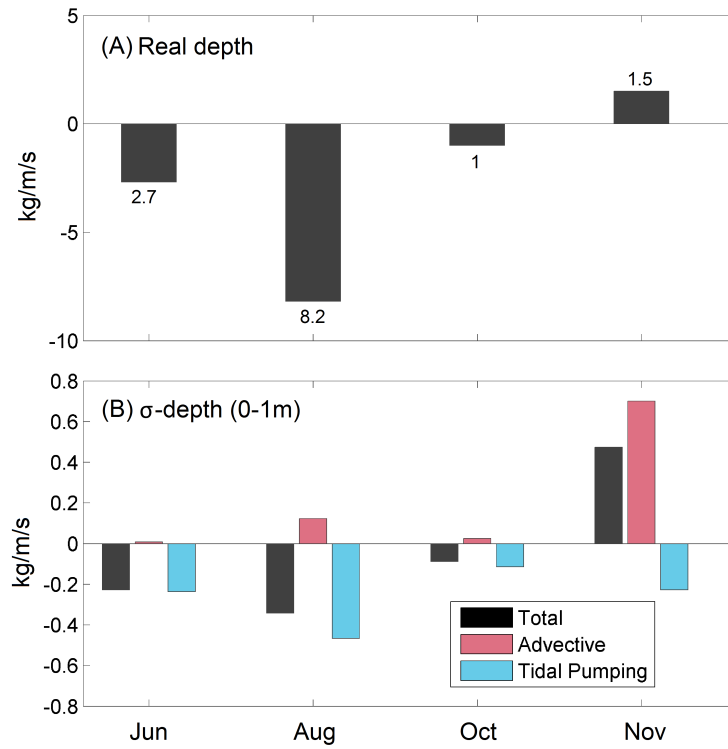 5
(A) Real depth
1.5
0
1
2.7
kg/m/s
-5
8.2
-10
0.8
(B) σ-depth (0-1m)
0.6
0.4
0.2
kg/m/s
0
-0.2
-0.4
-0.6
-0.8
Total
Advective
Tidal Pumping
Jun Aug Oct Nov